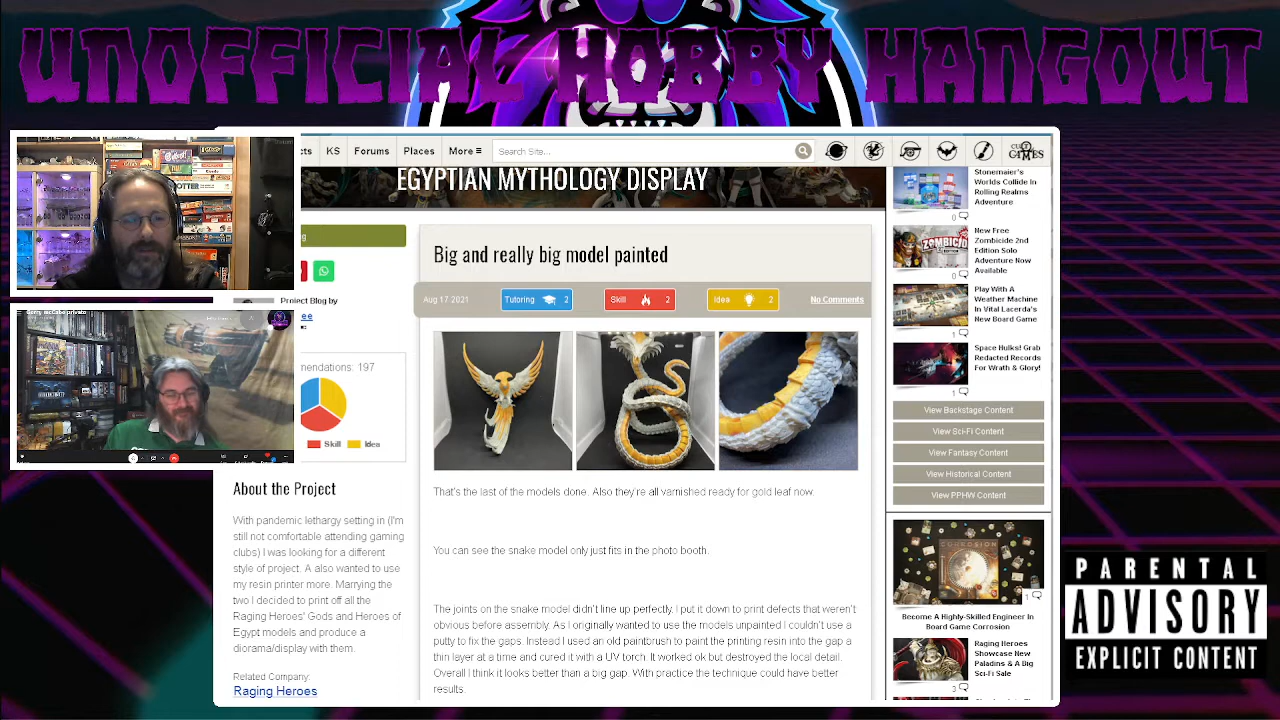 UNOFFICIAL HOBBY HANGOUT
cts KS Forums Places More Search Site...
EGYPTIAN MYTHOLOGY DISPLAY
Project Blog by
ee
mendations: 197
Skill Idea
About the Project
With pandemic lethargy setting in (I'm
still not comfortable attending gaming
clubs) I was looking for a different
style of project. A also wanted to use
my resin printer more. Marrying the
two I decided to print off all the
Raging Heroes' Gods and Heroes of
Egypt models and produce a
diorama/display with them.
Related Company:
Raging Heroes
Big and really big model painted
Aug 17 2021 Tutoring 2 Skill 2 Idea 2 No Comments
That's the last of the models done. Also they're all varnished ready for gold leaf now.
You can see the snake model only just fits in the photo booth.
The joints on the snake model didn't line up perfectly, I put it down to print defects that weren't
obvious before assembly. As I originally wanted to use the models unpainted I couldn't use a
putty to fix the gaps. Instead I used an old paintbrush to paint the printing resin into the gap a
thin layer at a time and cured it with a UV torch. It worked ok but destroyed the local detail.
Overall I think it looks better than a big gap. With practice the technique could have better
results.
Stonemaier's
Worlds Collide In
Rolling Realms
Adventure
0
New Free
Zombicide 2nd
Edition Solo
Adventure Now
Available
0
Play With A
Weather Machine
In Vital Lacerda's
New Board Game
1
Space Hulks! Grab
Redacted Records
For Wrath & Glory!
1
View Backstage Content
View Sci-Fi Content
View Fantasy Content
View Historical Content
View PPHW Content
1
Become A Highly-Skilled Engineer In
Board Game Corrosion
Raging Heroes
Showcase New
Paladins & A Big
Sci-Fi Sale
3
PARENTAL
ADVISORY
EXPLICIT CONTENT